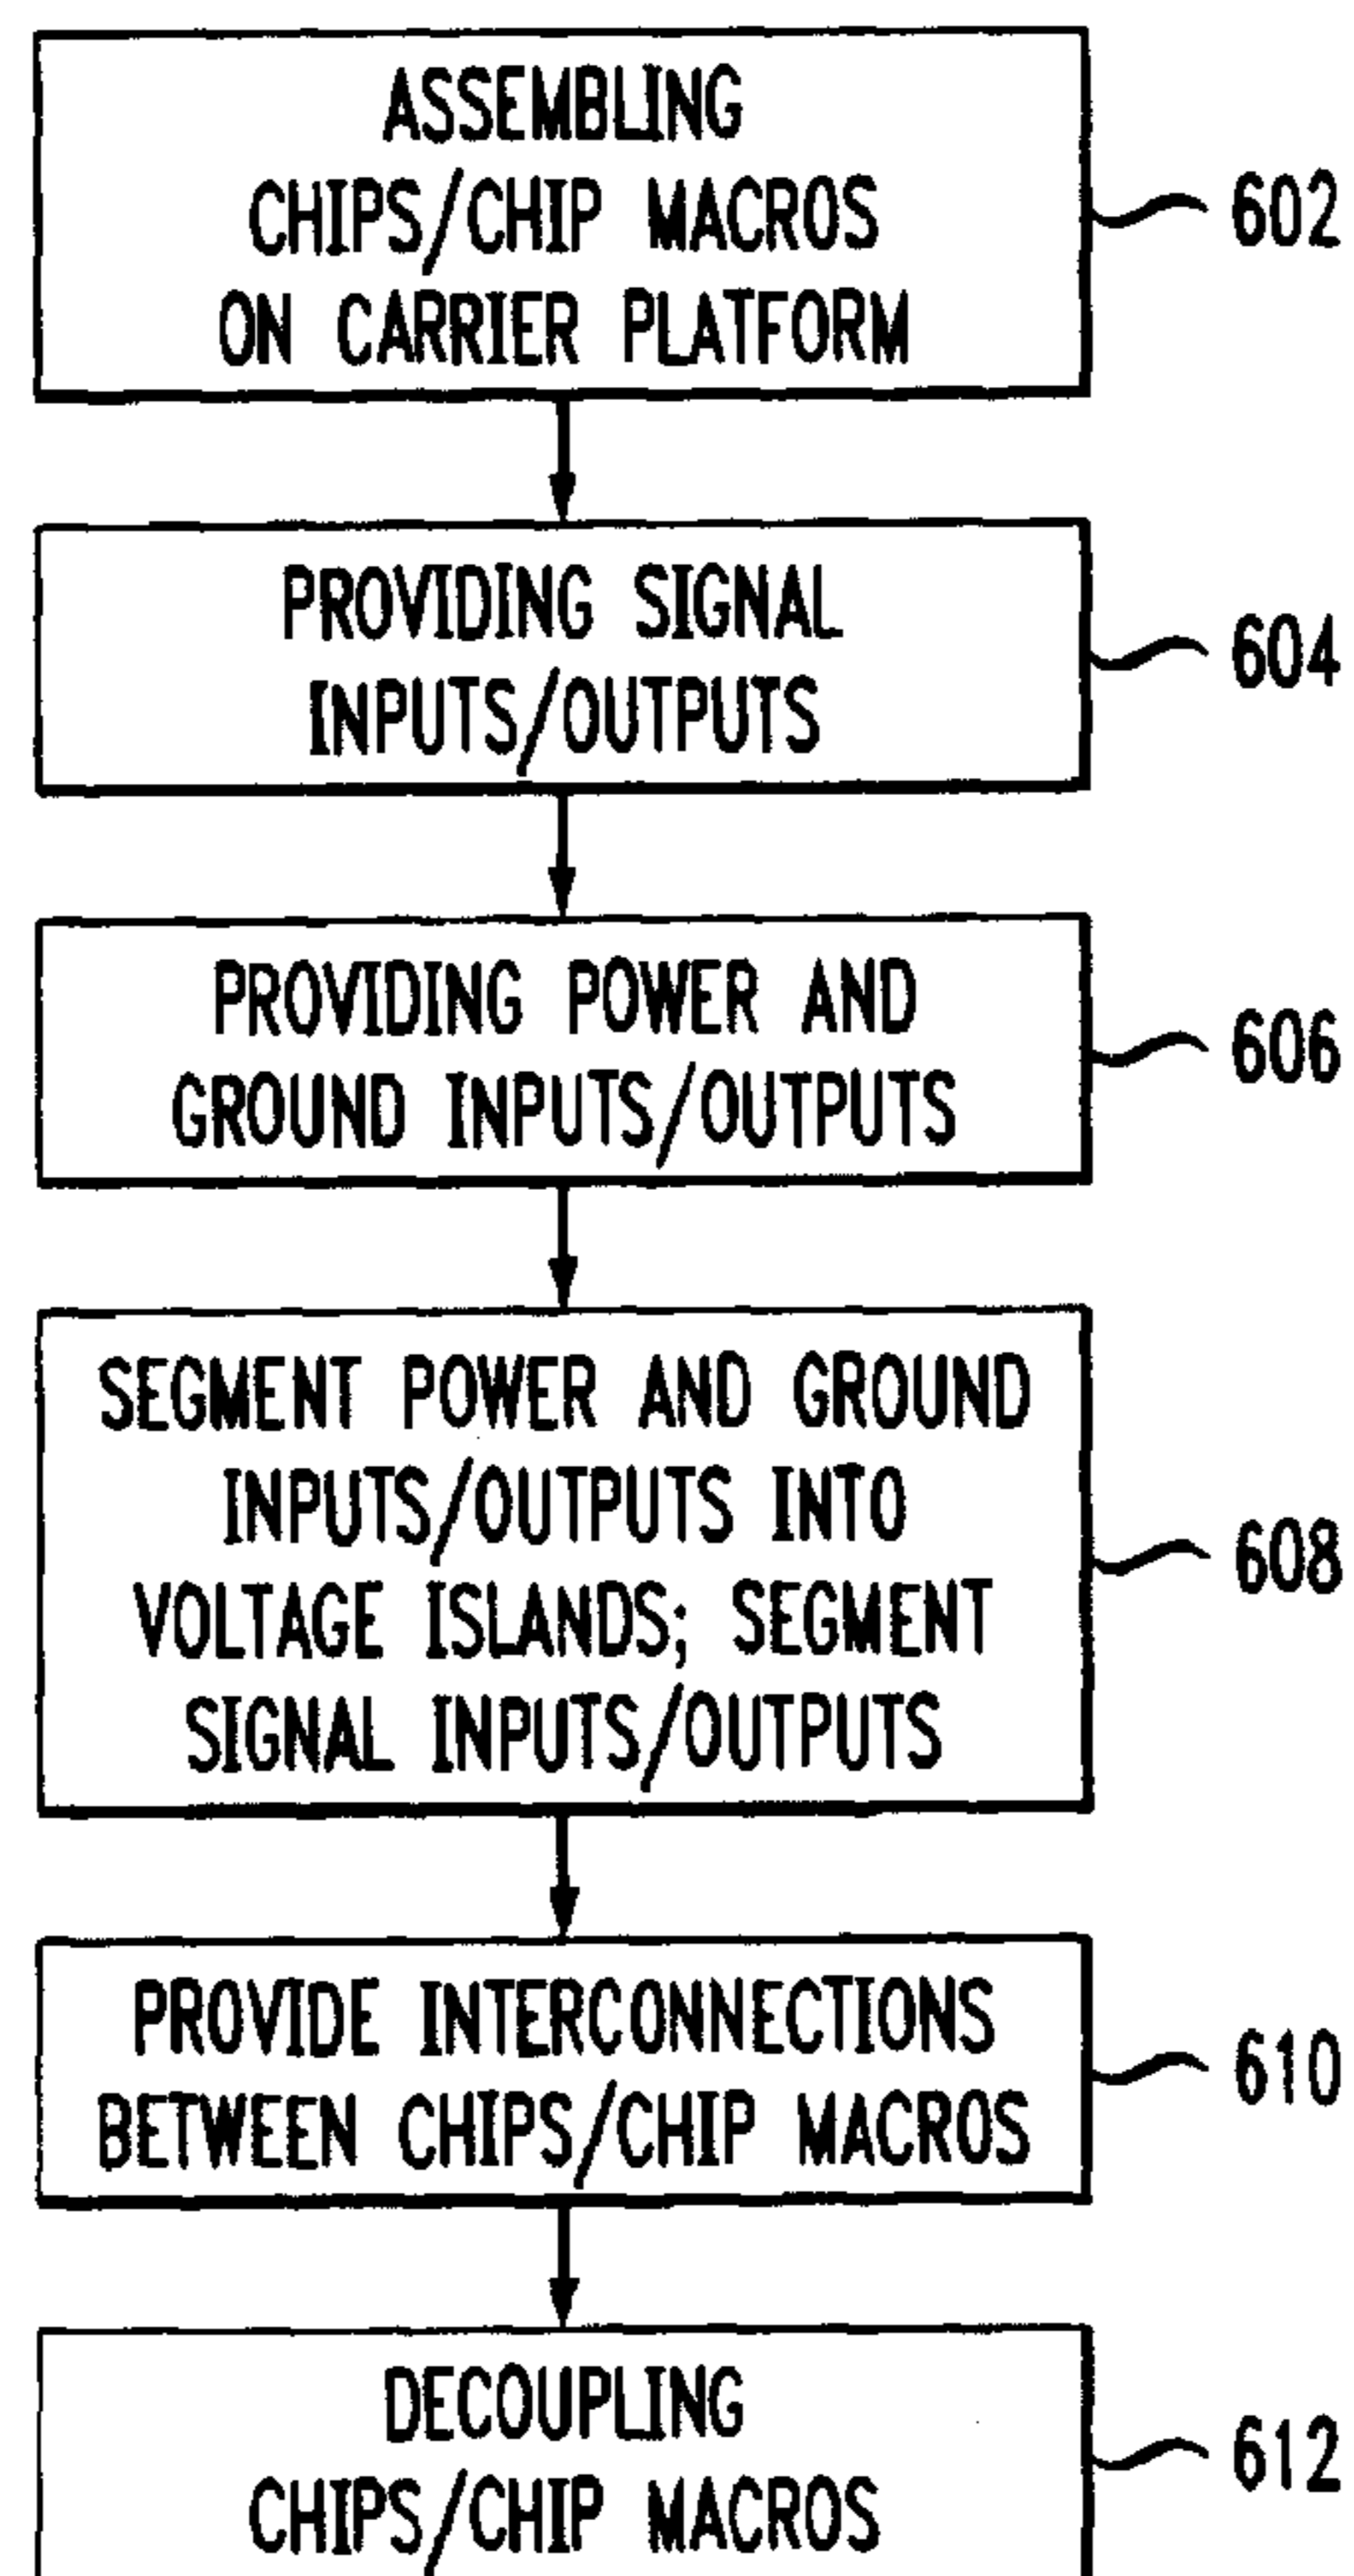 ASSEMBLING
CHIPS/CHIP MACROS
ON CARRIER PLATFORM
602
PROVIDING SIGNAL
INPUTS/OUTPUTS
604
PROVIDING POWER AND
GROUND INPUTS/OUTPUTS
606
SEGMENT POWER AND GROUND
INPUTS/OUTPUTS INTO
VOLTAGE ISLANDS; SEGMENT
SIGNAL INPUTS/OUTPUTS
608
PROVIDE INTERCONNECTIONS
BETWEEN CHIPS/CHIP MACROS
610
DECOUPLING
CHIPS/CHIP MACROS
612